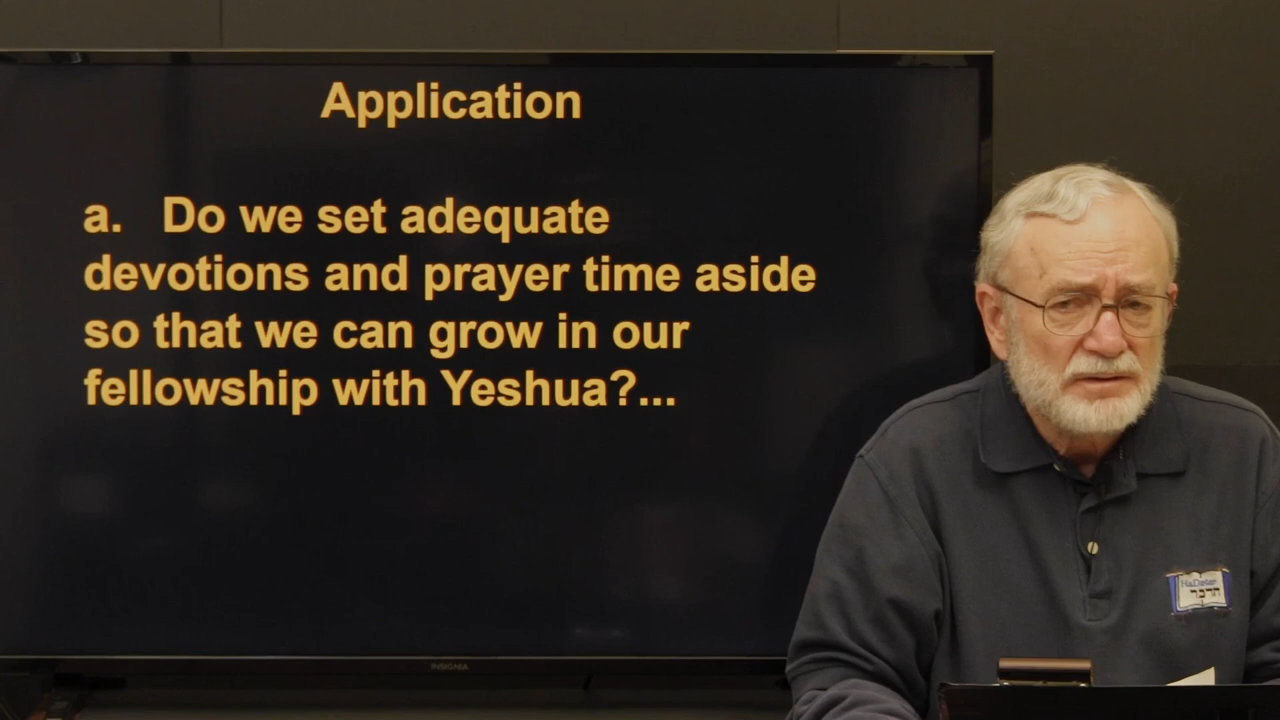 Application
a. Do we set adequate
devotions and prayer time aside
so that we can grow in our
fellowship with Yeshua?...
INSIGNIA
HaDavar
הדבר